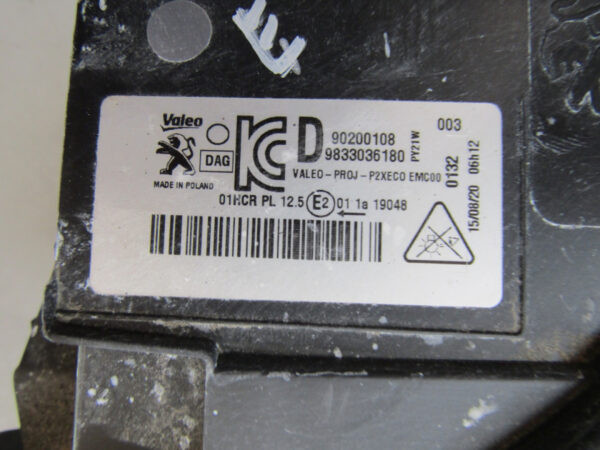 Valeo
DAG
MADE IN POLAND
KC
D
90200108
9833036180
PY21W
003
VALEO-PROJ-P2XECO EMC00
0132
15/08/20 06h12
01HCR PL 12.5 E2 01 1a 19048